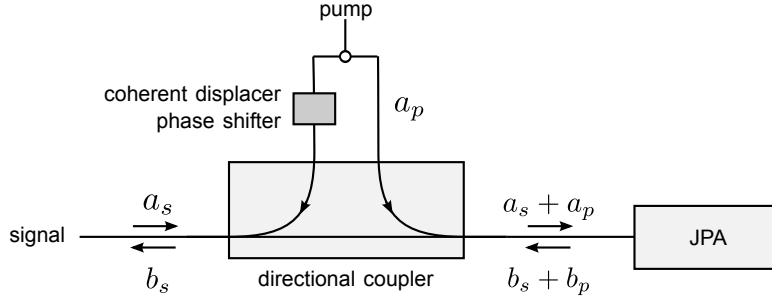 pump
coherent displacer
phase shifter
a_p
a_s
a_s + a_p
signal
JPA
b_s
b_s + b_p
directional coupler